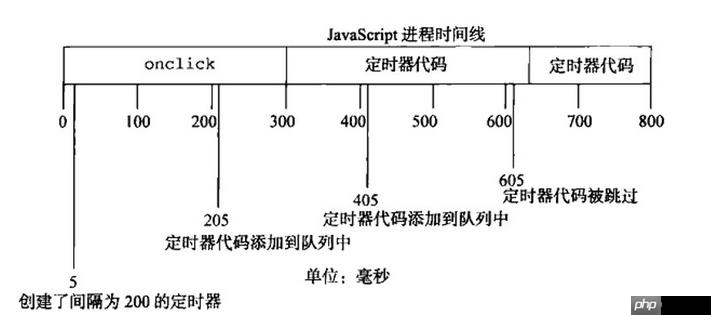 JavaScript 进程时间线
onclick 定时器代码 定时器代码
0 100 200 300 400 500 600 700 800
605
定时器代码被跳过
405
定时器代码添加到队列中
205
定时器代码添加到队列中
单位：毫秒
5
创建了间隔为 200 的定时器
php